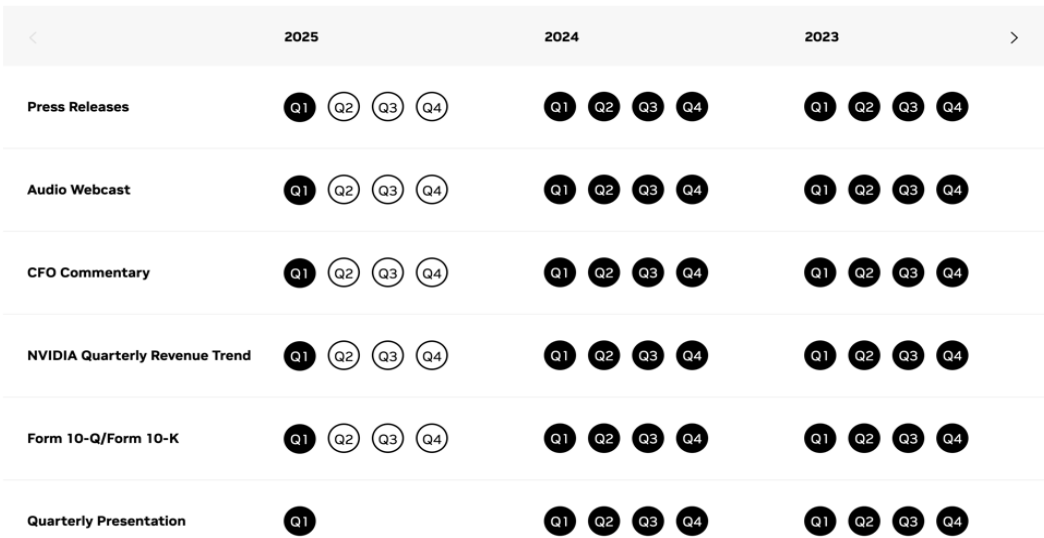 2025 2024 2023
Press Releases Q1 Q2 Q3 Q4 Q1 Q2 Q3 Q4 Q1 Q2 Q3 Q4
Audio Webcast Q1 Q2 Q3 Q4 Q1 Q2 Q3 Q4 Q1 Q2 Q3 Q4
CFO Commentary Q1 Q2 Q3 Q4 Q1 Q2 Q3 Q4 Q1 Q2 Q3 Q4
NVIDIA Quarterly Revenue Trend Q1 Q2 Q3 Q4 Q1 Q2 Q3 Q4 Q1 Q2 Q3 Q4
Form 10-Q/Form 10-K Q1 Q2 Q3 Q4 Q1 Q2 Q3 Q4 Q1 Q2 Q3 Q4
Quarterly Presentation Q1 Q1 Q2 Q3 Q4 Q1 Q2 Q3 Q4